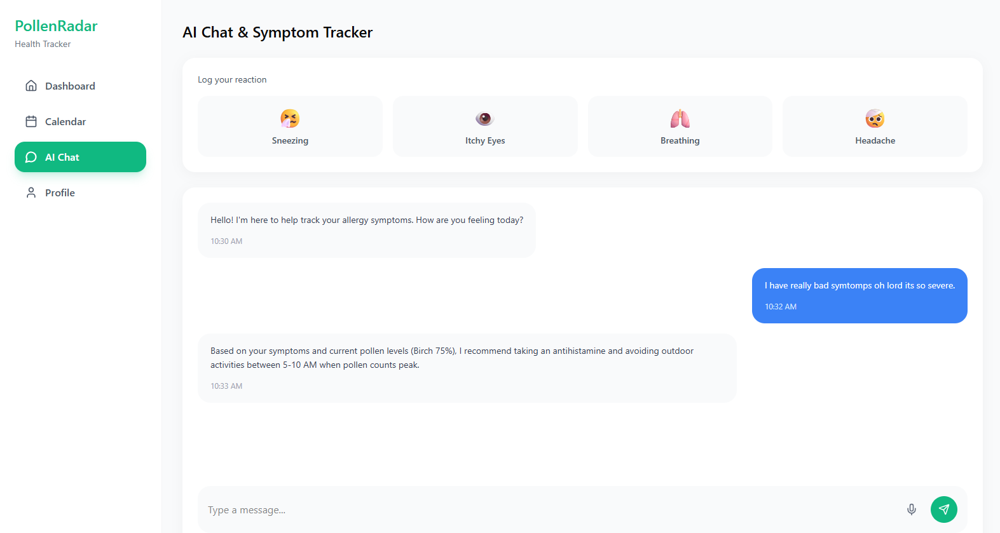 PollenRadar
Health Tracker
Dashboard
Calendar
AI Chat
Profile
AI Chat & Symptom Tracker
Log your reaction
Sneezing
Itchy Eyes
Breathing
Headache
Hello! I'm here to help track your allergy symptoms. How are you feeling today?
10:30 AM
I have really bad symtomps oh lord its so severe.
10:32 AM
Based on your symptoms and current pollen levels (Birch 75%), I recommend taking an antihistamine and avoiding outdoor
activities between 5-10 AM when pollen counts peak.
10:33 AM
Type a message...